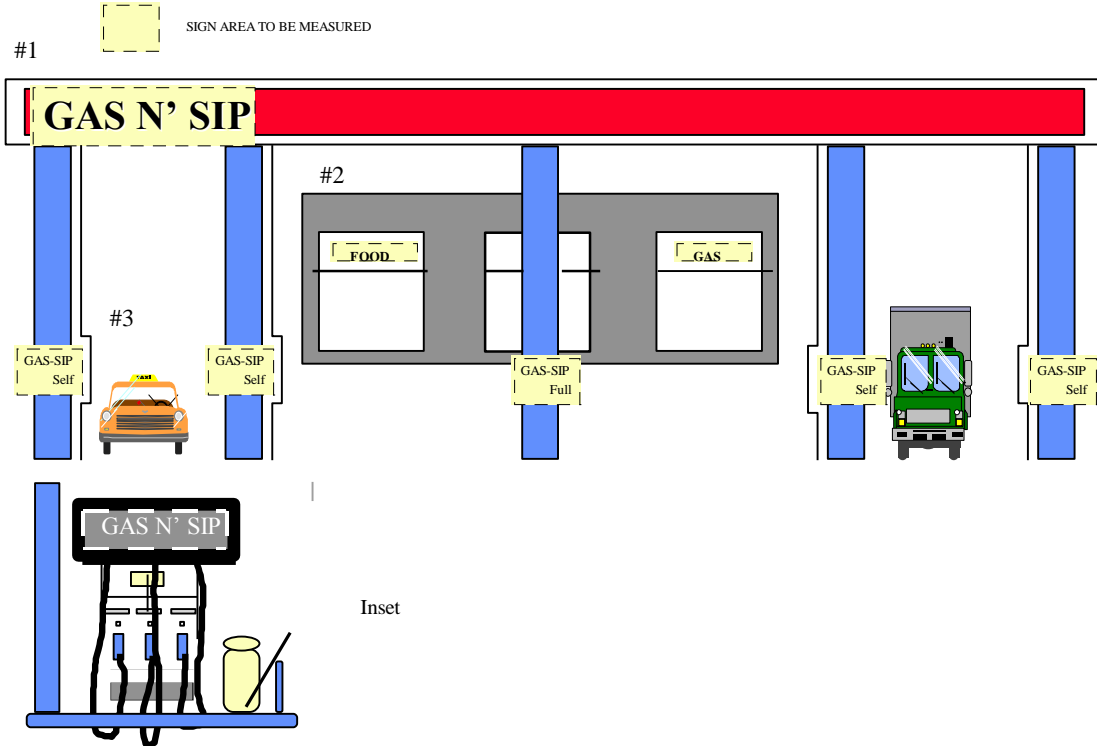 SIGN AREA TO BE MEASURED
#1
GAS N' SIP
#2
FOOD
GAS
#3
TAXI
GAS-SIP
Self
GAS-SIP
Self
GAS-SIP
Full
GAS-SIP
Self
GAS-SIP
Self
GAS N' SIP
Inset